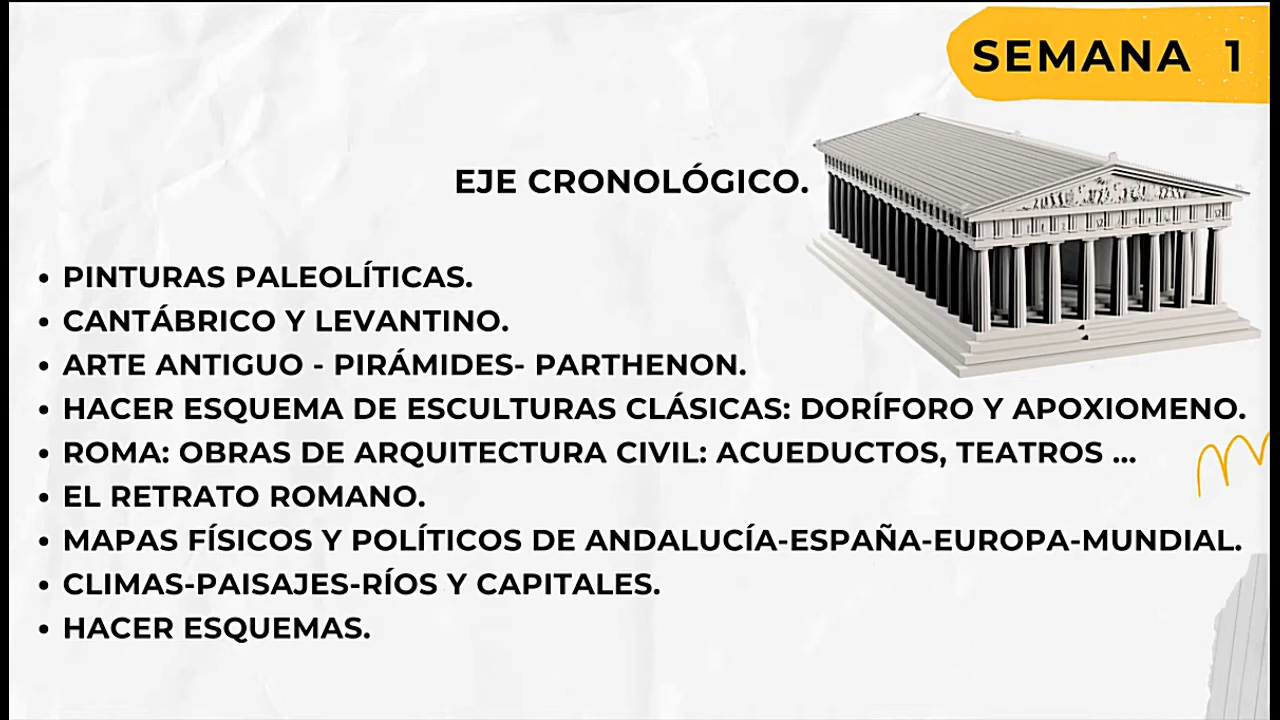 SEMANA 1
EJE CRONOLÓGICO.
• PINTURAS PALEOLÍTICAS.
• CANTÁBRICO Y LEVANTINO.
• ARTE ANTIGUO - PIRÁMIDES- PARTHENON.
• HACER ESQUEMA DE ESCULTURAS CLÁSICAS: DORÍFORO Y APOXIOMENO.
• ROMA: OBRAS DE ARQUITECTURA CIVIL: ACUEDUCTOS, TEATROS ...
• EL RETRATO ROMANO.
• MAPAS FÍSICOS Y POLÍTICOS DE ANDALUCÍA-ESPAÑA-EUROPA-MUNDIAL.
• CLIMAS-PAISAJES-RÍOS Y CAPITALES.
• HACER ESQUEMAS.